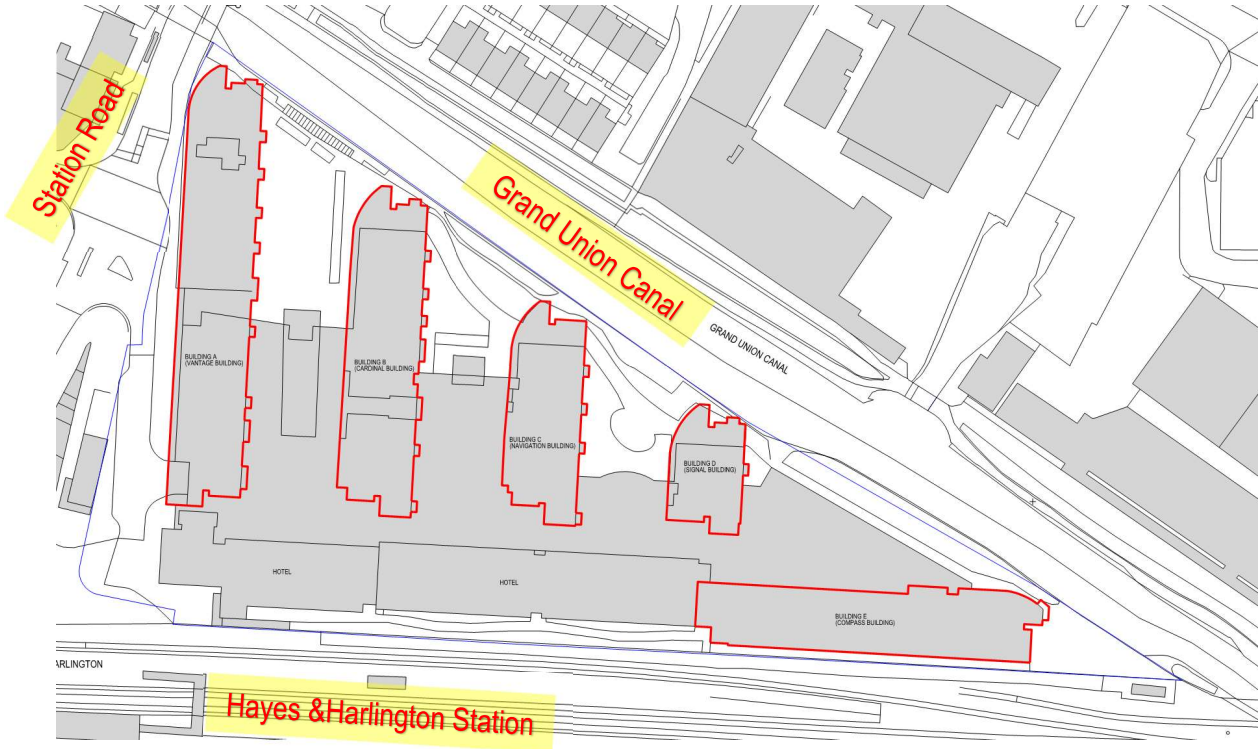 Station Road
Grand Union Canal
GRAND UNION CANAL
BUILDING A
(VANTAGE BUILDING)
BUILDING B
(CARDINAL BUILDING)
BUILDING C
(NAVIGATION BUILDING)
BUILDING D
(SIGNAL BUILDING)
HOTEL
HOTEL
BUILDING E
(COMPASS BUILDING)
ARLINGTON
Hayes &Harlington Station